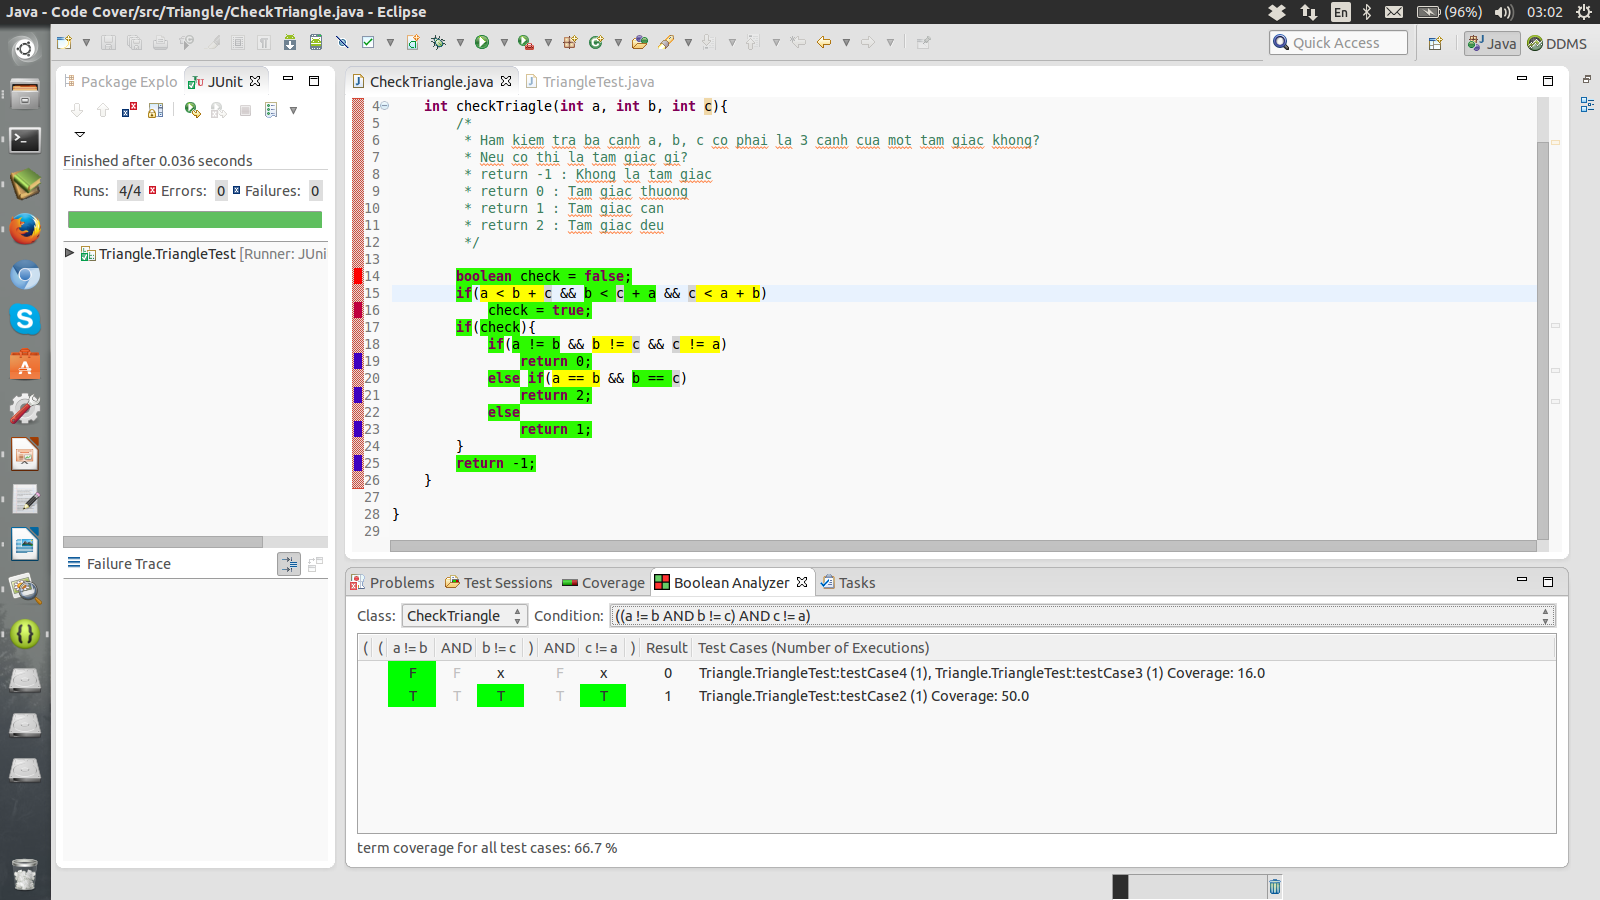 Java - Code Cover/src/Triangle/CheckTriangle.java - Eclipse
En (96%) 03:02
Quick Access Java DDMS
Package Explo JUnit
Finished after 0.036 seconds
Runs: 4/4 Errors: 0 Failures: 0
Triangle.TriangleTest [Runner: JUni
Failure Trace
CheckTriangle.java TriangleTest.java
4 int checkTriagle(int a, int b, int c){
5 /*
6 * Ham kiem tra ba canh a, b, c co phai la 3 canh cua mot tam giac khong?
7 * Neu co thi la tam giac gi?
8 * return -1 : Khong la tam giac
9 * return 0 : Tam giac thuong
10 * return 1 : Tam giac can
11 * return 2 : Tam giac deu
12 */
13
14 boolean check = false;
15 if(a < b + c && b < c + a && c < a + b)
16 check = true;
17 if(check){
18 if(a != b && b != c && c != a)
19 return 0;
20 else if(a == b && b == c)
21 return 2;
22 else
23 return 1;
24 }
25 return -1;
26 }
27
28 }
29
Problems Test Sessions Coverage Boolean Analyzer Tasks
Class: CheckTriangle Condition: ((a != b AND b != c) AND c != a)
( ( a != b AND b != c ) AND c != a ) Result Test Cases (Number of Executions)
F F x F x 0 Triangle.TriangleTest:testCase4 (1), Triangle.TriangleTest:testCase3 (1) Coverage: 16.0
T T T T T 1 Triangle.TriangleTest:testCase2 (1) Coverage: 50.0
term coverage for all test cases: 66.7 %